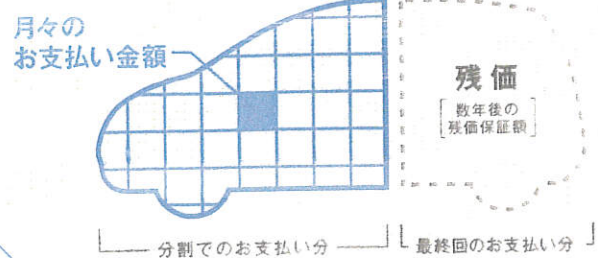 月々の
お支払い金額
残価
数年後の
残価保証額
分割でのお支払い分
最終回のお支払い分